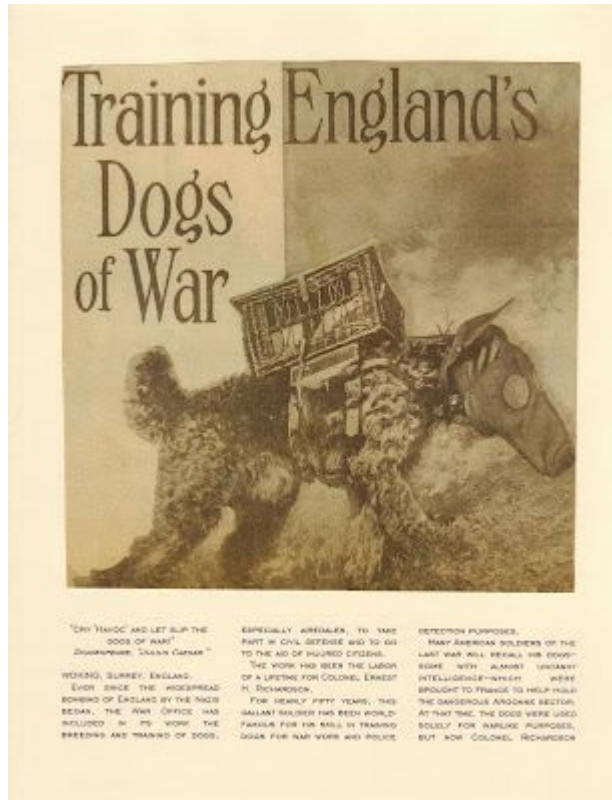 Training England's
Dogs
of War
"CRY 'HAVOC' AND LET SLIP THE
DOGS OF WAR!"
SHAKESPEARE, "JULIUS CAESAR "
WOKING, SURREY, ENGLAND.
EVER SINCE THE WIDESPREAD
BOMBING OF ENGLAND BY THE NAZIS
BEGAN, THE WAR OFFICE HAS
INCLUDED IN ITS WORK THE
BREEDING AND TRAINING OF DOGS,
ESPECIALLY AIREDALES, TO TAKE
PART IN CIVIL DEFENSE AND TO GO
TO THE AID OF INJURED CITIZENS.
THE WORK HAS BEEN THE LABOR
OF A LIFETIME FOR COLONEL ERNEST
H. RICHARDSON.
FOR NEARLY FIFTY YEARS, THIS
GALLANT SOLDIER HAS BEEN WORLD-
FAMOUS FOR HIS SKILL IN TRAINING
DOGS FOR WAR WORK AND POLICE
DETECTION PURPOSES.
MANY AMERICAN SOLDIERS OF THE
LAST WAR WILL RECALL HIS DOGS—
SOME WITH ALMOST UNCANNY
INTELLIGENCE—WHICH WERE
BROUGHT TO FRANCE TO HELP HOLD
THE DANGEROUS ARGONNE SECTOR.
AT THAT TIME, THE DOGS WERE USED
SOLELY FOR WARLIKE PURPOSES,
BUT NOW COLONEL RICHARDSON